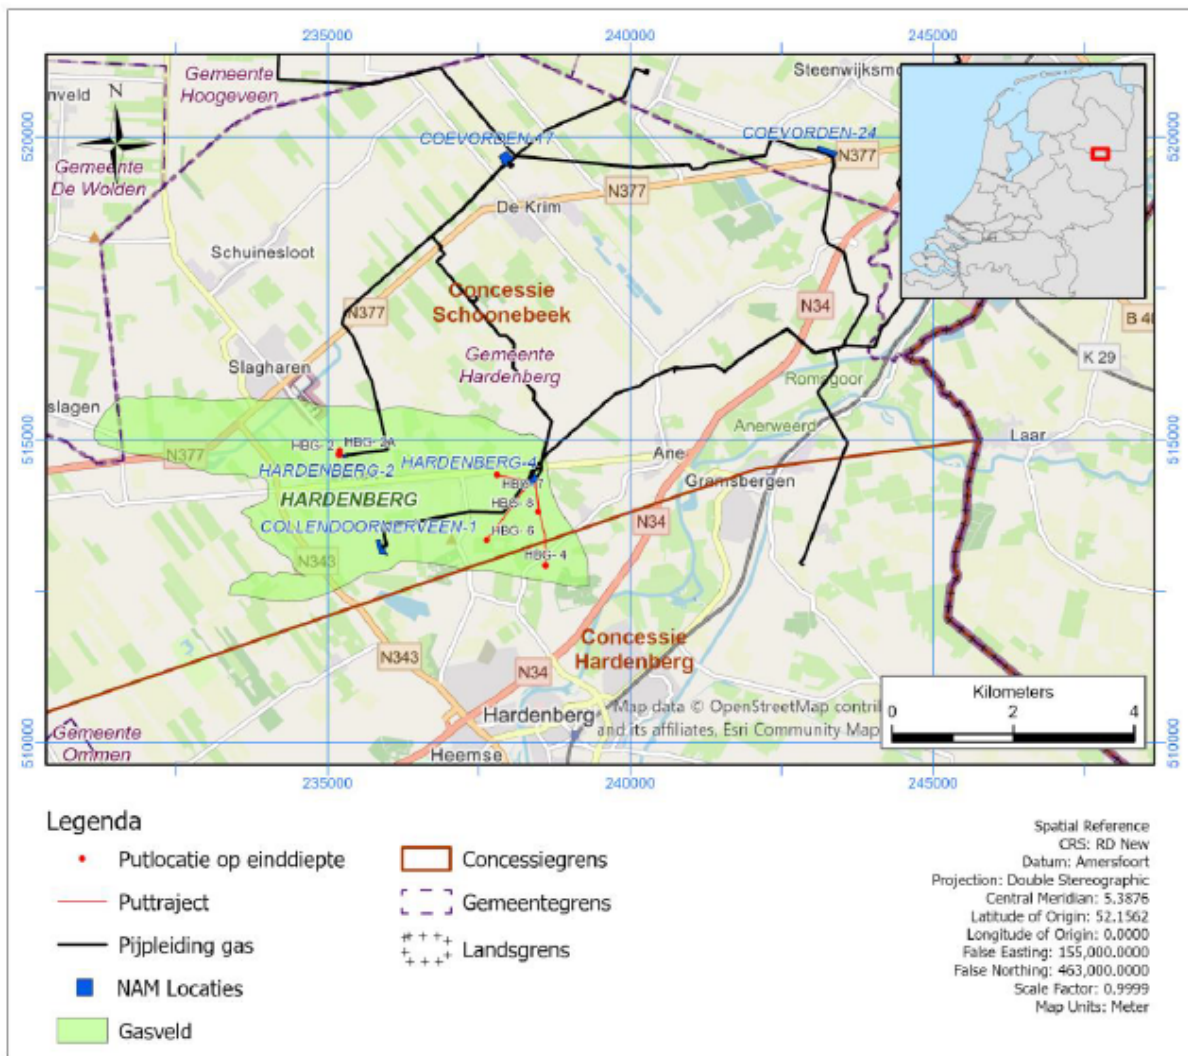 235000
240000
245000
Gemeente
Hoogeveen
Steenwijksmo
nveld
N
520000
COEVORDEN-17
COEVORDEN-24
520000
N377
Gemeente
De Wolden
N377
De Krim
Schuinesloot
Concessie
Schoonebeek
N377
N34
B 40
Gemeente
Hardenberg
K 29
Slagharen
Romsgoor
slagen
515000
HBG- 2
HBG- 2A
Anerweerd
Laar
515000
N377
HARDENBERG-2
HARDENBERG-4
Ane
Gramsbergen
HARDENBERG
HBG- 7
HBG- 8
COLLENDOORNERVEEN-1
HBG- 6
N34
HBG- 4
N343
Concessie
Hardenberg
N343
N34
Kilometers
0
2
4
Hardenberg
Map data © OpenStreetMap contril
and its affiliates, Esri Community Map
Gemeente
Ommen
Heemse
510000
510000
235000
240000
245000
Legenda
Putlocatie op einddiepte
Puttraject
Pijpleiding gas
NAM Locaties
Gasveld
Concessiegrens
Gemeentegrens
Landsgrens
Spatial Reference
CRS: RD New
Datum: Amersfoort
Projection: Double Stereographic
Central Meridian: 5.3876
Latitude of Origin: 52.1562
Longitude of Origin: 0.0000
False Easting: 155,000.0000
False Northing: 463,000.0000
Scale Factor: 0.9999
Map Units: Meter